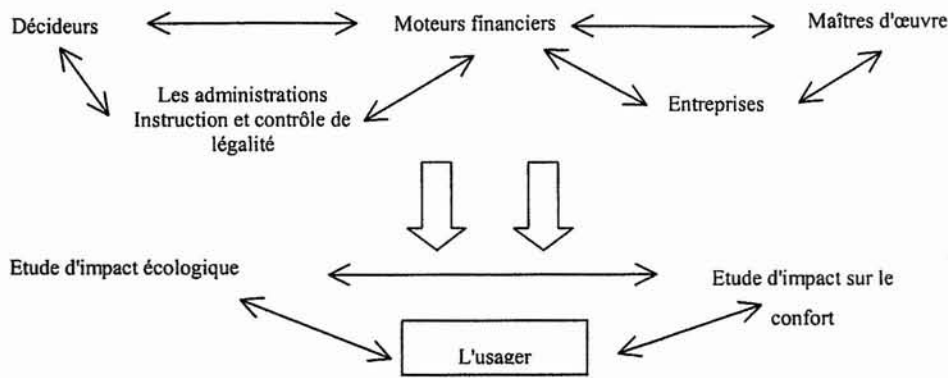 Décideurs
Moteurs financiers
Maîtres d'œuvre
Les administrations
Instruction et contrôle de
légalité
Entreprises
Etude d'impact écologique
Etude d'impact sur le
confort
L'usager